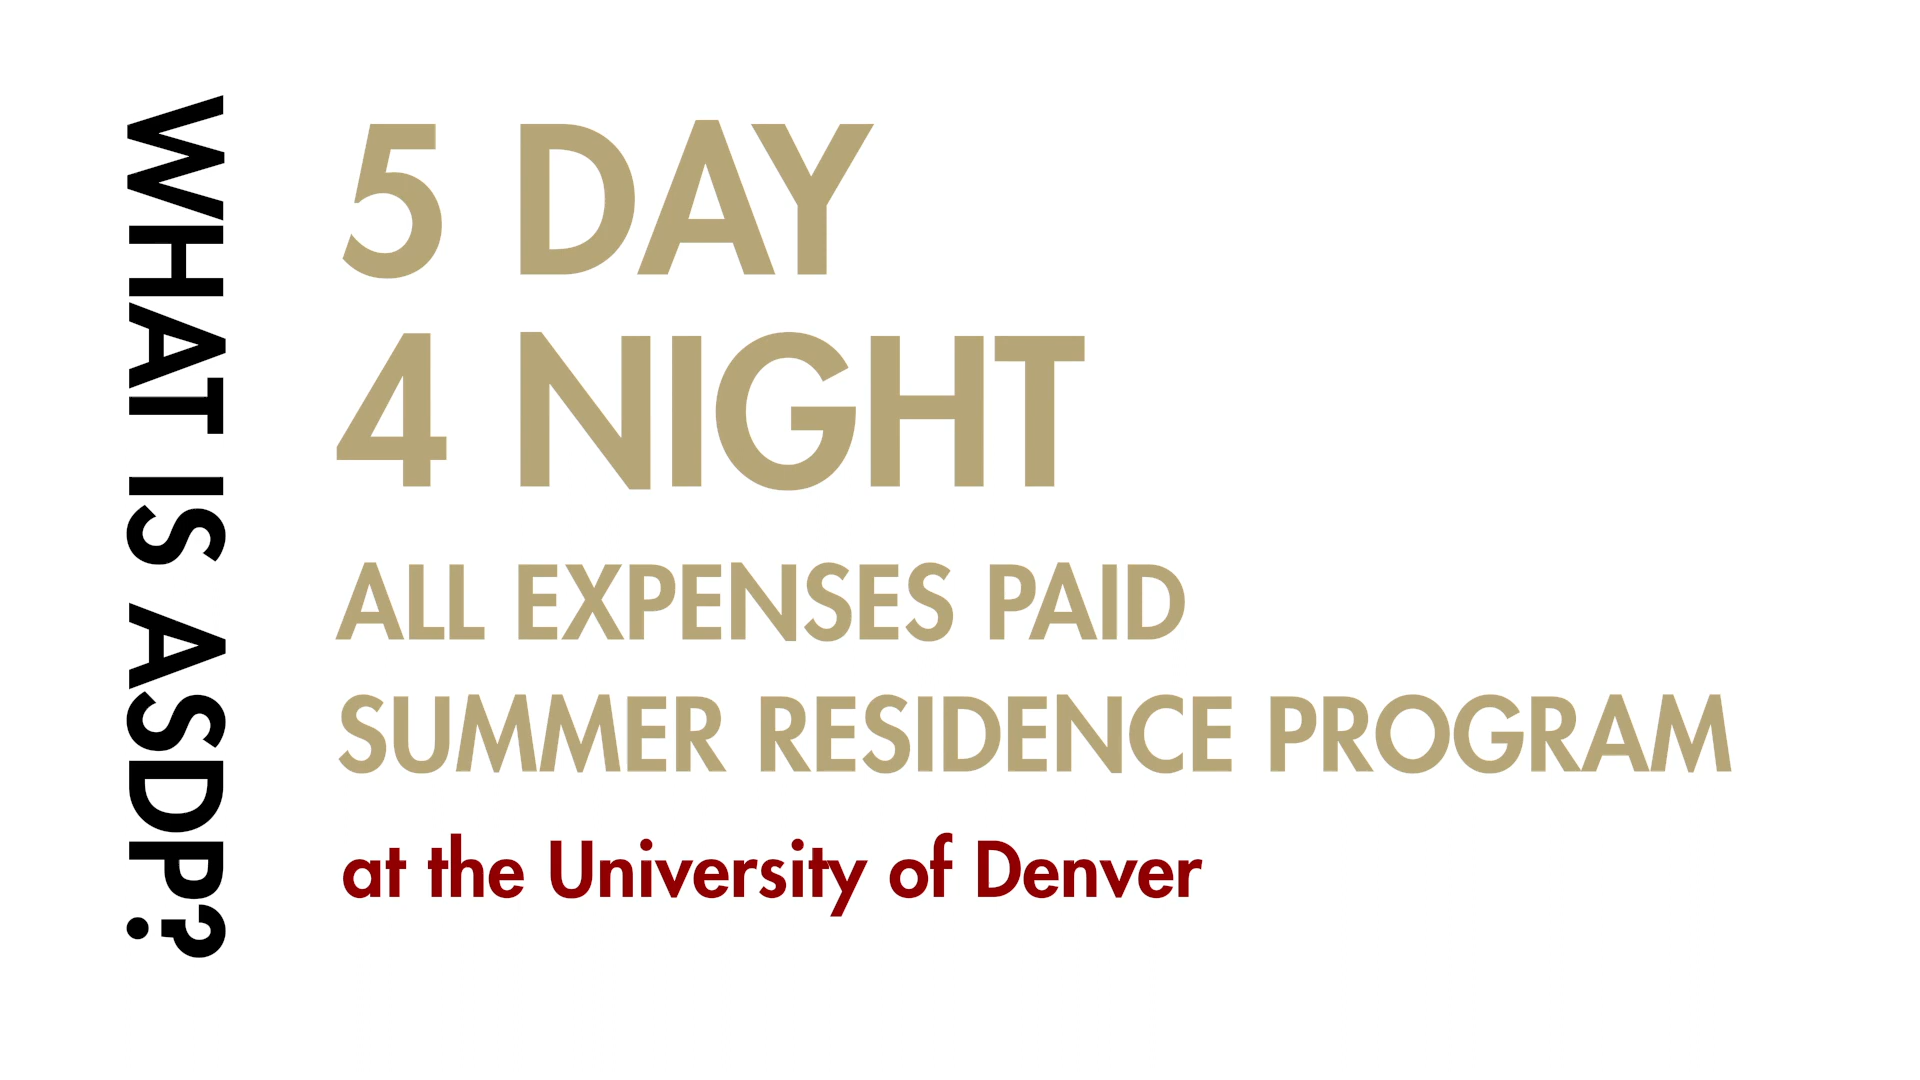 WHAT IS ASDP?
5 DAY
4 NIGHT
ALL EXPENSES PAID
SUMMER RESIDENCE PROGRAM
at the University of Denver